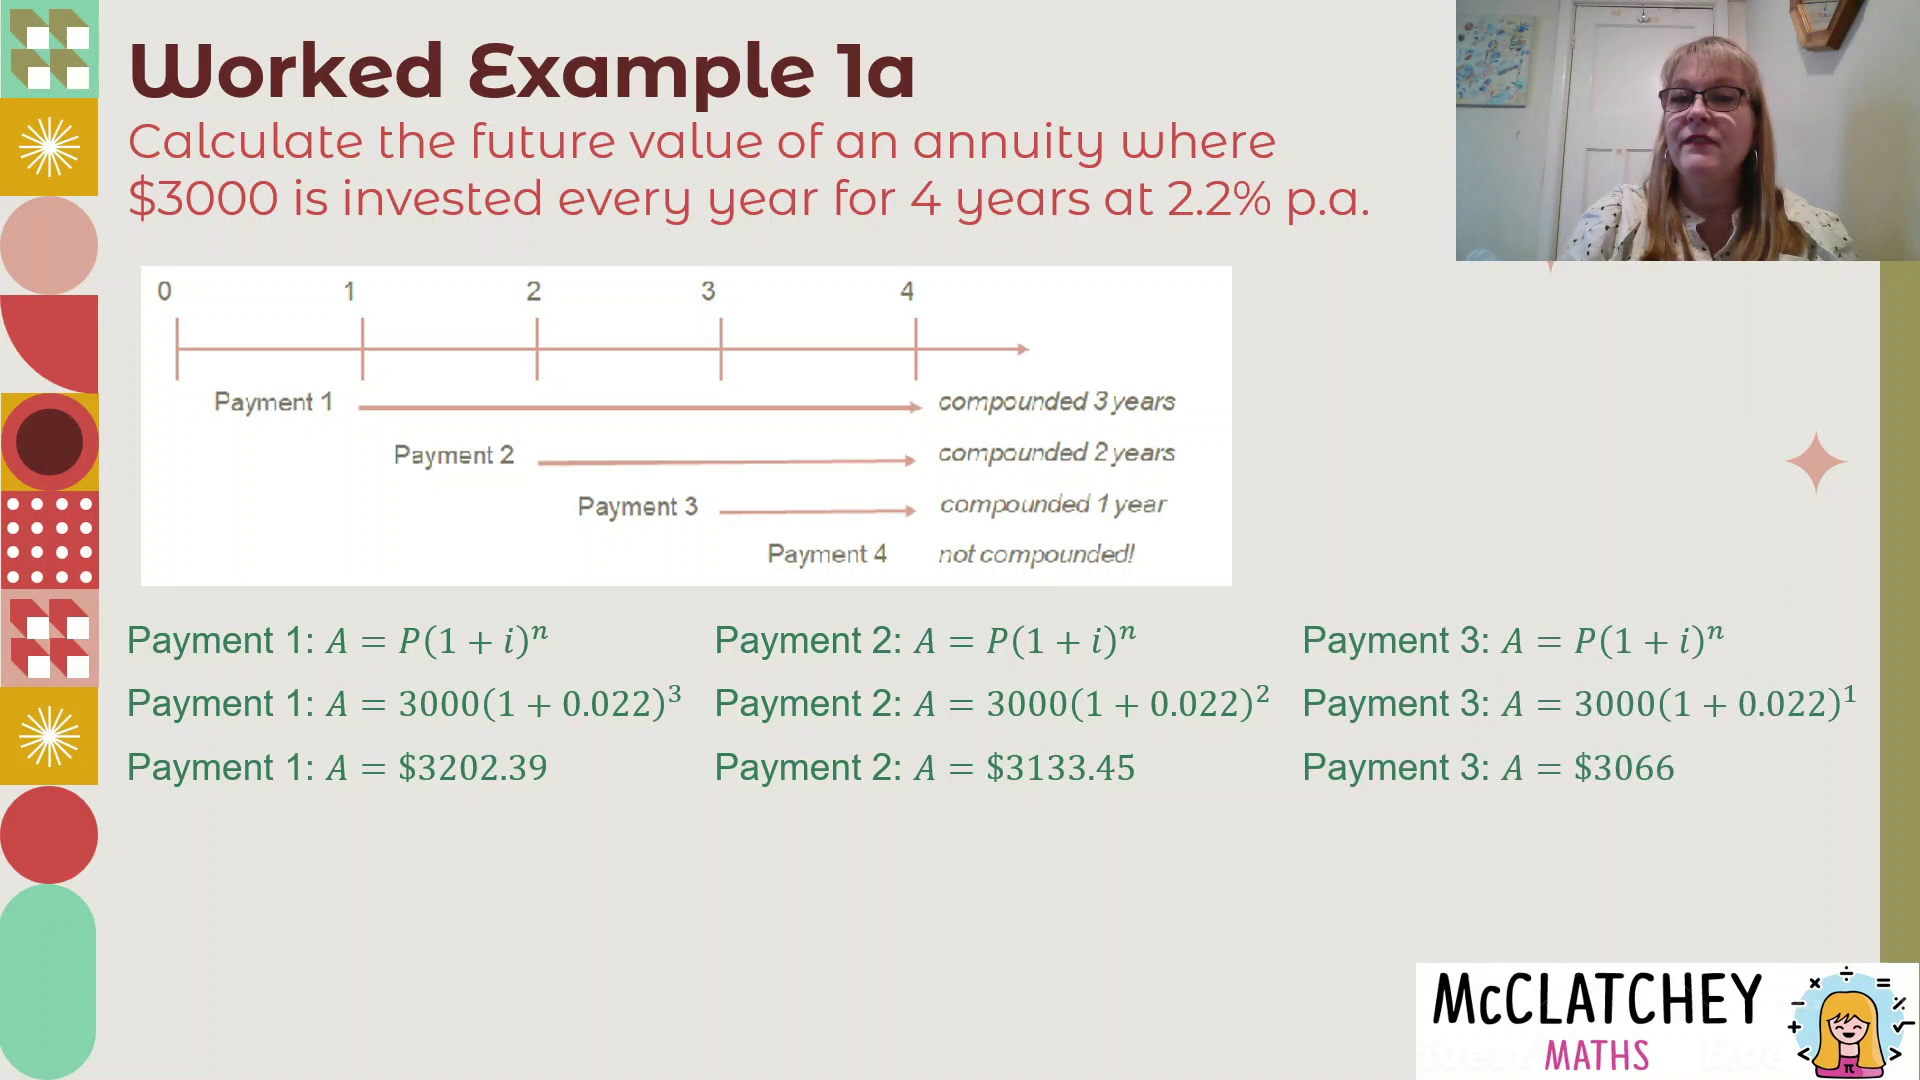 Worked Example 1a
Calculate the future value of an annuity where
$3000 is invested every year for 4 years at 2.2% p.a.
0 1 2 3 4
Payment 1 compounded 3 years
Payment 2 compounded 2 years
Payment 3 compounded 1 year
Payment 4 not compounded!
Payment 1: A = P(1 + i)^n
Payment 1: A = 3000(1 + 0.022)^3
Payment 1: A = $3202.39
Payment 2: A = P(1 + i)^n
Payment 2: A = 3000(1 + 0.022)^2
Payment 2: A = $3133.45
Payment 3: A = P(1 + i)^n
Payment 3: A = 3000(1 + 0.022)^1
Payment 3: A = $3066
McCLATCHEY
MATHS
× ÷ = − % + √ < > π